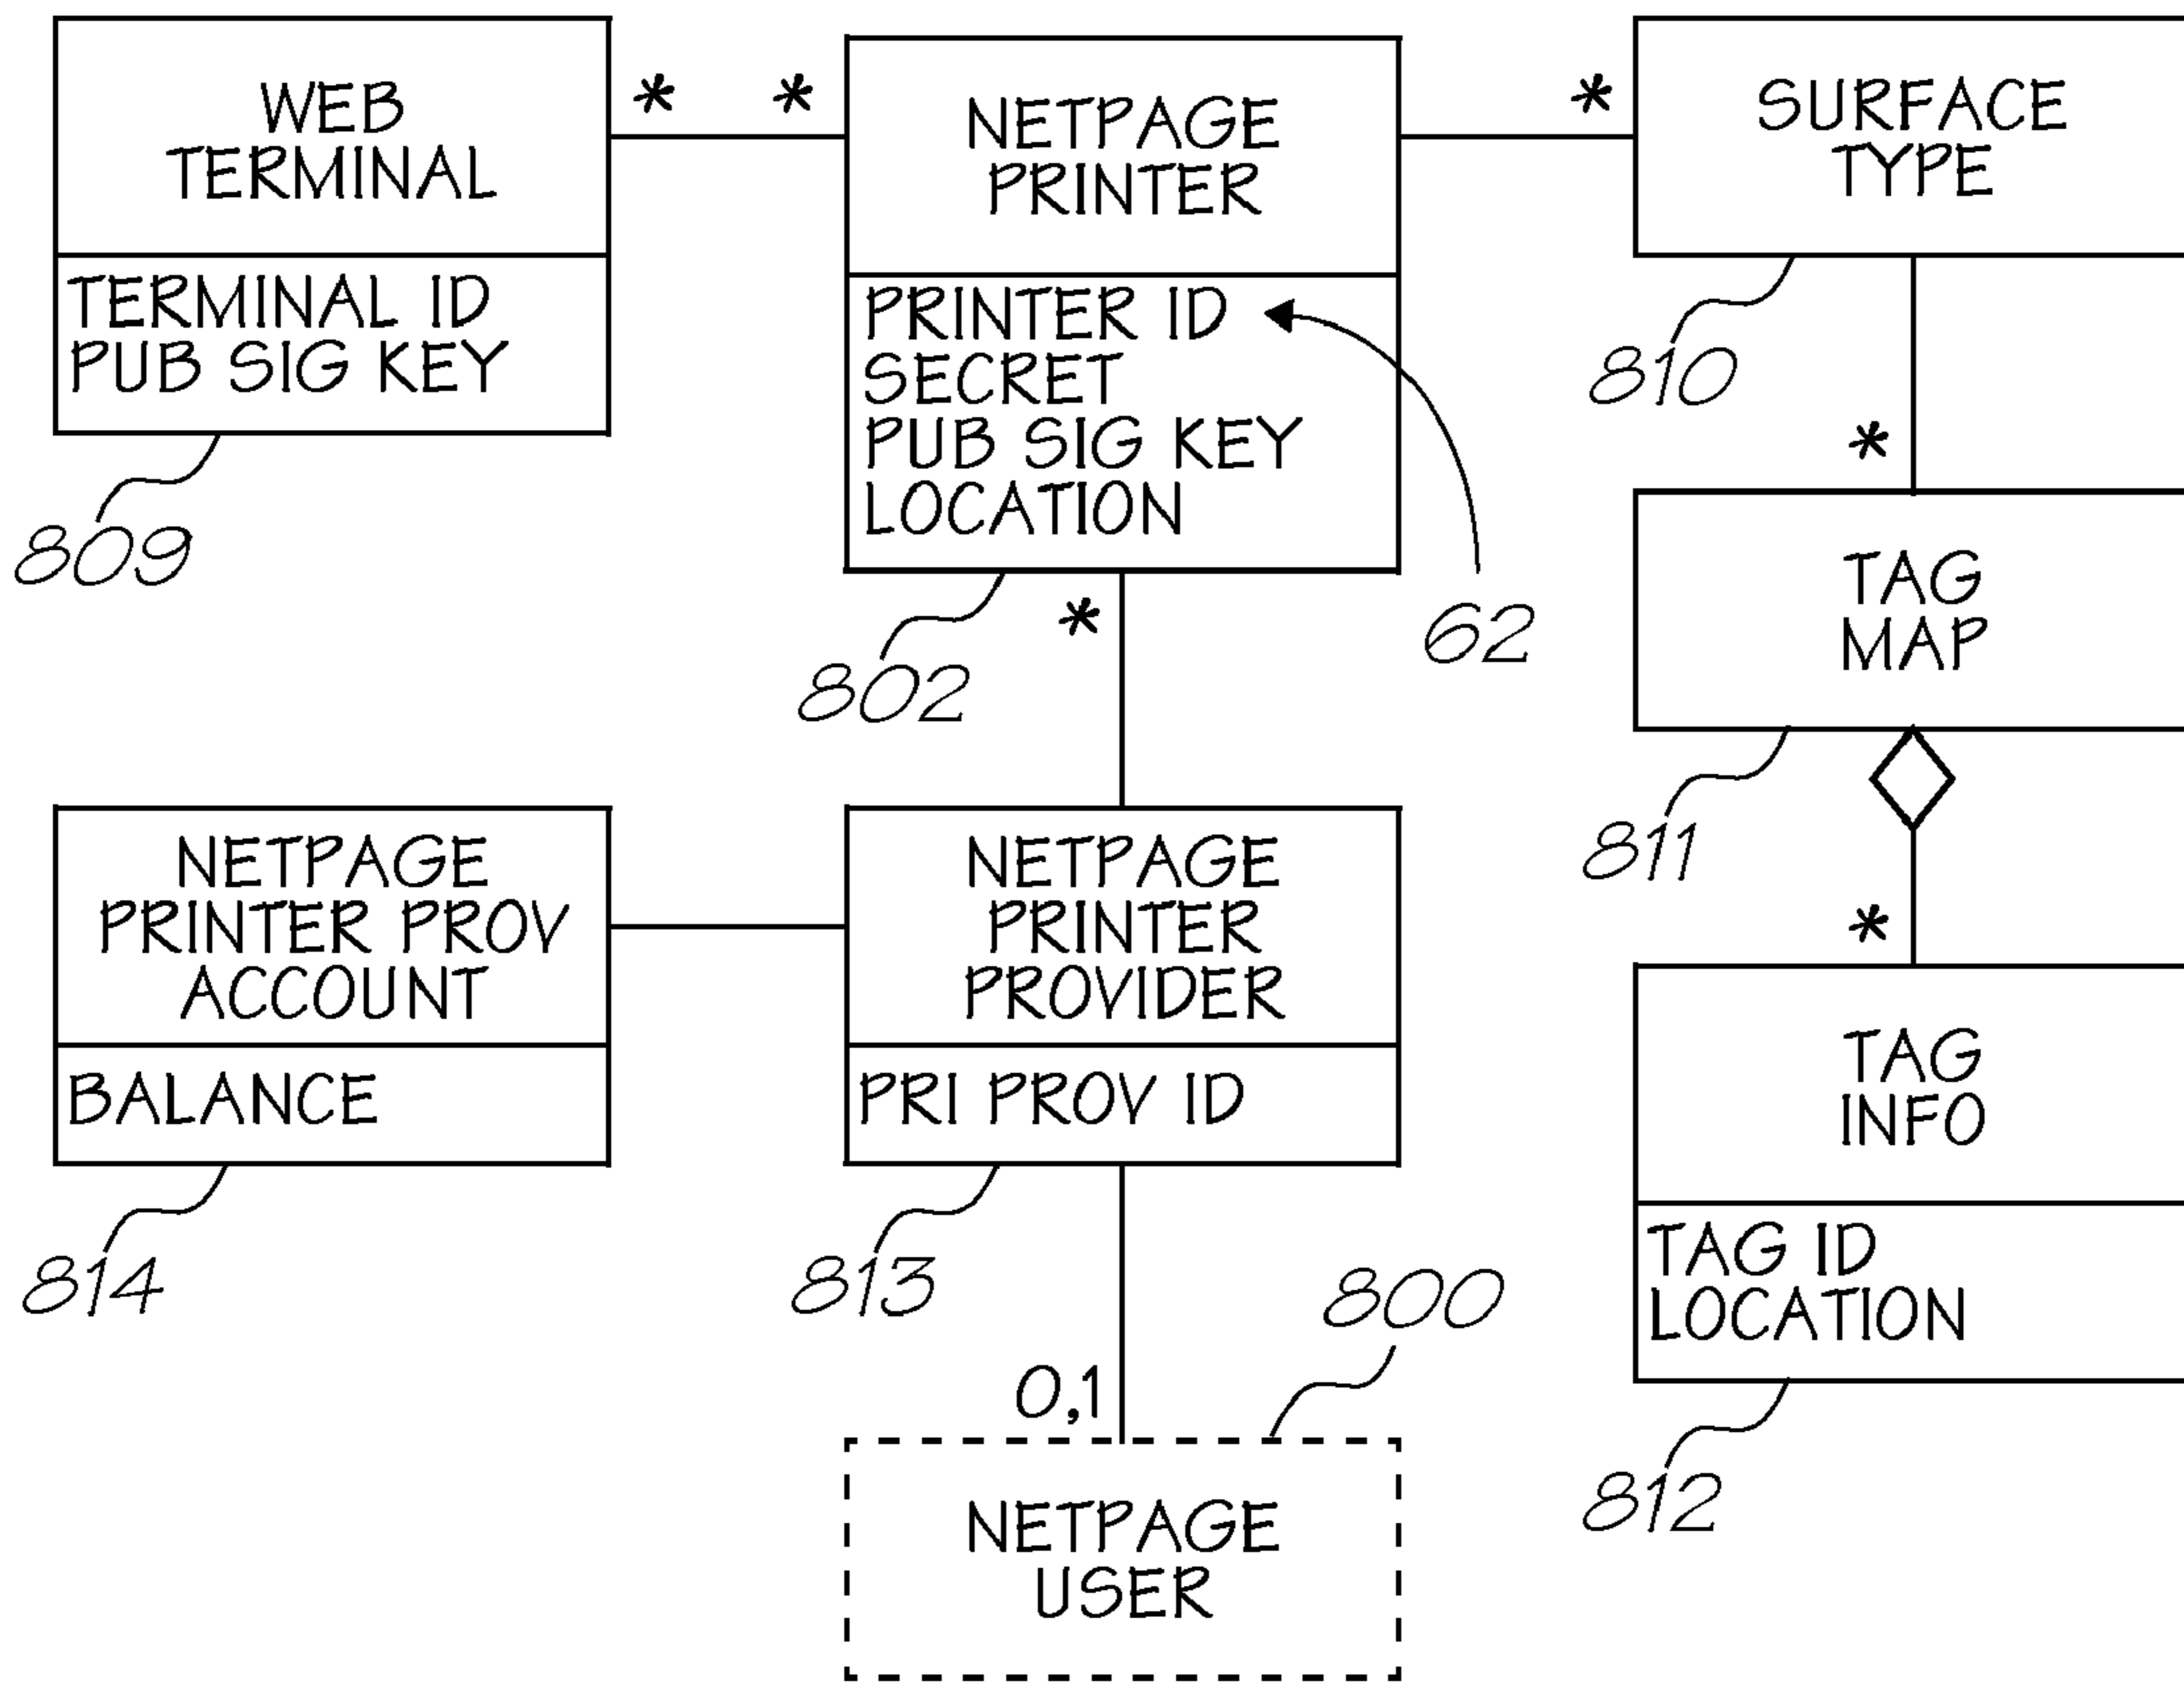 WEB
TERMINAL
TERMINAL ID
PUB SIG KEY
809
*
*
NETPAGE
PRINTER
PRINTER ID
SECRET
PUB SIG KEY
LOCATION
62
802
*
*
SURFACE
TYPE
810
*
TAG
MAP
811
*
TAG
INFO
TAG ID
LOCATION
812
NETPAGE
PRINTER PROV
ACCOUNT
BALANCE
814
NETPAGE
PRINTER
PROVIDER
PRI PROV ID
813
800
0,1
NETPAGE
USER